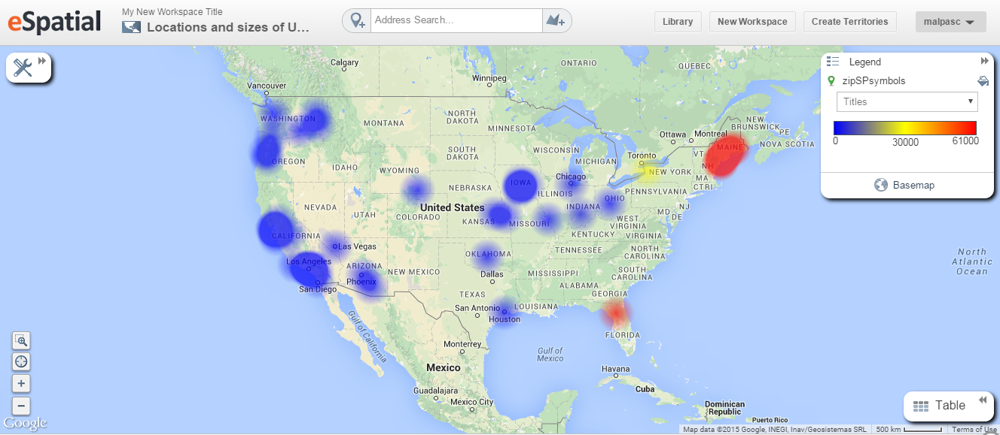 eSpatial
My New Workspace Title
Locations and sizes of U...
Address Search...
Library
New Workspace
Create Territories
malpasc
Legend
zipSPsymbols
Titles
0 30000 61000
Basemap
Calgary
ONTARIO
QUEBEC
Winnipeg
Vancouver
WASHINGTON
MONTANA
NORTH
DAKOTA
MINNESOTA
Ottawa
Montreal
NEW
BRUNSWICK
PE
NOVA SCOTIA
MAINE
VT
NH
OREGON
IDAHO
WYOMING
SOUTH
DAKOTA
WISCONSIN
MICHIGAN
Toronto
NEW YORK
MA
CT RI
Chicago
IOWA
NEBRASKA
ILLINOIS
INDIANA
OHIO
PENNSYLVANIA
NJ
MD
DE
NEVADA
UTAH
COLORADO
United States
KANSAS
MISSOURI
WEST
VIRGINIA
KENTUCKY
VIRGINIA
CALIFORNIA
Las Vegas
Los Angeles
San Diego
ARIZONA
Phoenix
NEW MEXICO
OKLAHOMA
Dallas
TENNESSEE
NORTH
CAROLINA
MISSISSIPPI
SOUTH
CAROLINA
ALABAMA
GEORGIA
TEXAS
San Antonio
Houston
LOUISIANA
FLORIDA
North
Atlantic
Ocean
Gulf of California
Monterrey
Gulf of
Mexico
Mexico
Havana
Cuba
Guadalajara
Mexico City
Dominican
Republic
Puerto Rico
+
−
Google
Table
Map data ©2015 Google, INEGI, Inav/Geosistemas SRL
500 km
Terms of Use